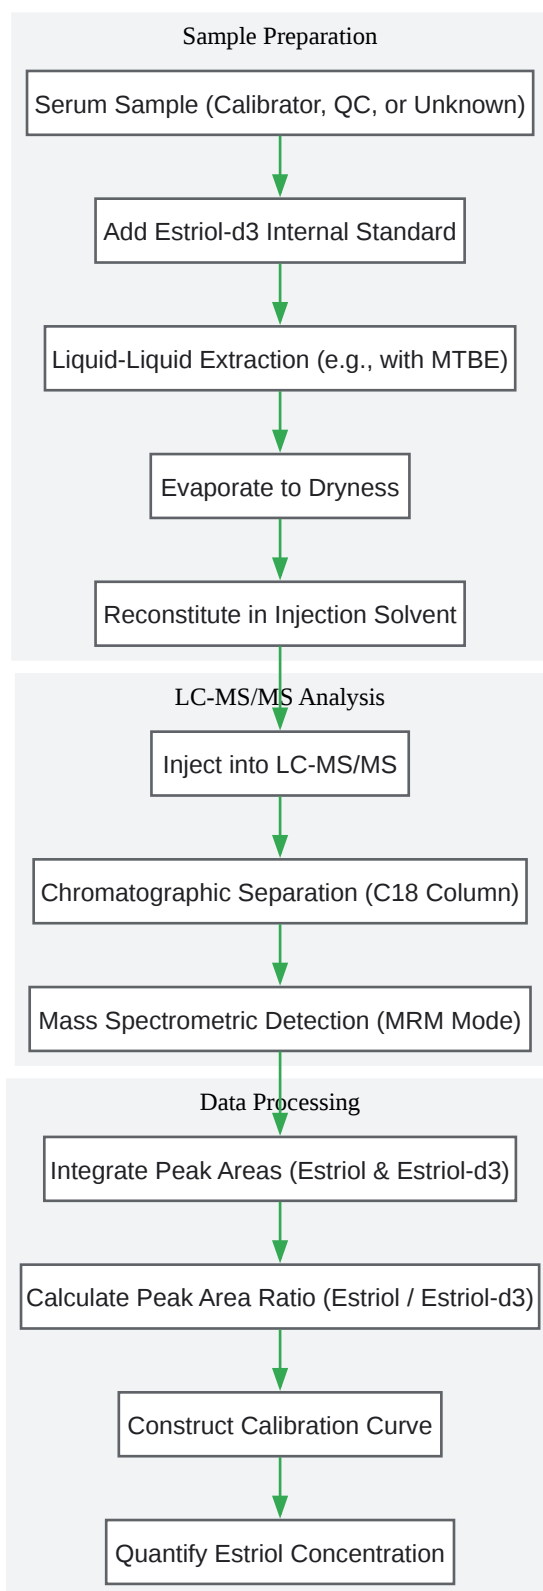 Sample Preparation
Serum Sample (Calibrator, QC, or Unknown)
Add Estriol-d3 Internal Standard
Liquid-Liquid Extraction (e.g., with MTBE)
Evaporate to Dryness
Reconstitute in Injection Solvent
LC-MS/MS Analysis
Inject into LC-MS/MS
Chromatographic Separation (C18 Column)
Mass Spectrometric Detection (MRM Mode)
Data Processing
Integrate Peak Areas (Estriol & Estriol-d3)
Calculate Peak Area Ratio (Estriol / Estriol-d3)
Construct Calibration Curve
Quantify Estriol Concentration